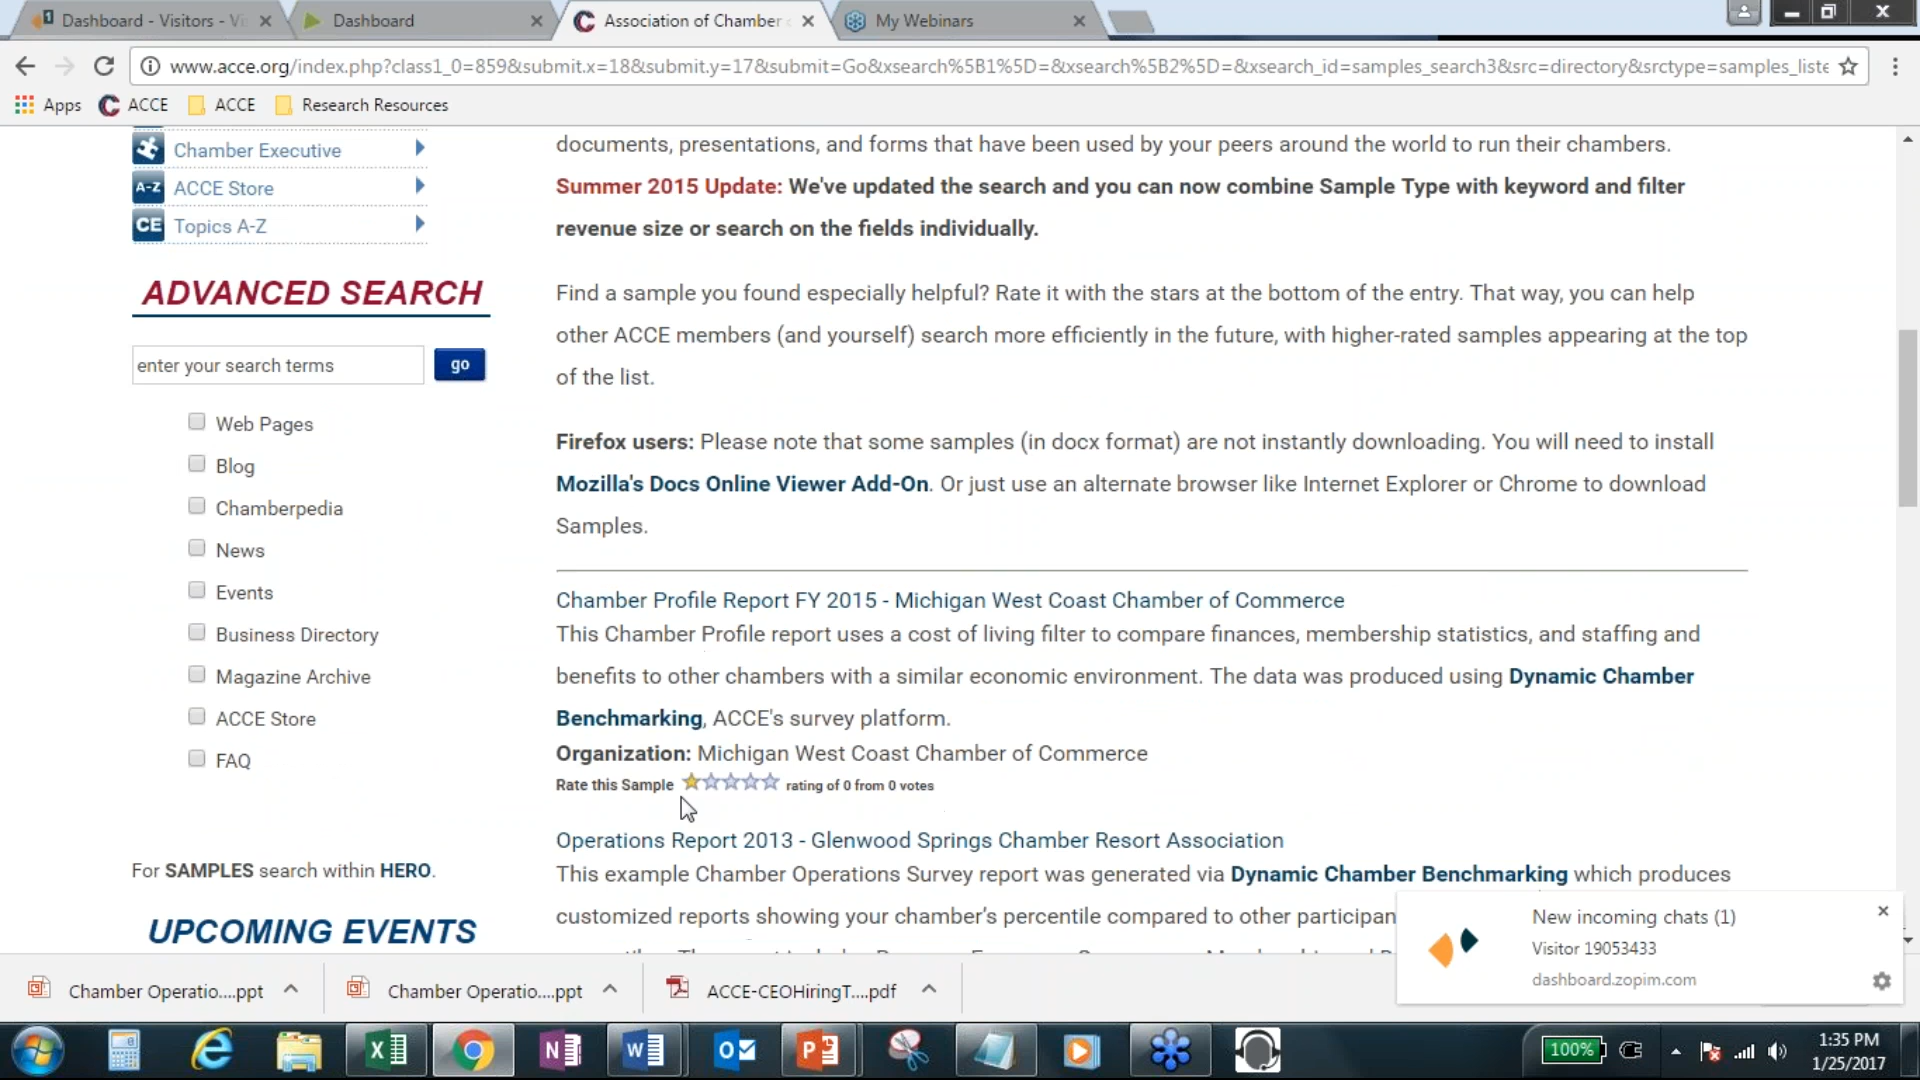 Dashboard - Visitors - Vi
Dashboard
Association of Chamber
My Webinars
www.acce.org/index.php?class1_0=859&submit.x=18&submit.y=17&submit=Go&xsearch%5B1%5D=&xsearch%5B2%5D=&xsearch_id=samples_search3&src=directory&srctype=samples_liste
Apps
ACCE
ACCE
Research Resources
Chamber Executive
A-Z ACCE Store
CE Topics A-Z
ADVANCED SEARCH
enter your search terms
go
Web Pages
Blog
Chamberpedia
News
Events
Business Directory
Magazine Archive
ACCE Store
FAQ
For SAMPLES search within HERO.
UPCOMING EVENTS
documents, presentations, and forms that have been used by your peers around the world to run their chambers.
Summer 2015 Update: We've updated the search and you can now combine Sample Type with keyword and filter
revenue size or search on the fields individually.
Find a sample you found especially helpful? Rate it with the stars at the bottom of the entry. That way, you can help
other ACCE members (and yourself) search more efficiently in the future, with higher-rated samples appearing at the top
of the list.
Firefox users: Please note that some samples (in docx format) are not instantly downloading. You will need to install
Mozilla's Docs Online Viewer Add-On. Or just use an alternate browser like Internet Explorer or Chrome to download
Samples.
Chamber Profile Report FY 2015 - Michigan West Coast Chamber of Commerce
This Chamber Profile report uses a cost of living filter to compare finances, membership statistics, and staffing and
benefits to other chambers with a similar economic environment. The data was produced using Dynamic Chamber
Benchmarking, ACCE's survey platform.
Organization: Michigan West Coast Chamber of Commerce
Rate this Sample rating of 0 from 0 votes
Operations Report 2013 - Glenwood Springs Chamber Resort Association
This example Chamber Operations Survey report was generated via Dynamic Chamber Benchmarking which produces
customized reports showing your chamber's percentile compared to other participan
New incoming chats (1)
Visitor 19053433
dashboard.zopim.com
Chamber Operatio....ppt
Chamber Operatio....ppt
ACCE-CEOHiringT....pdf
100%
1:35 PM
1/25/2017